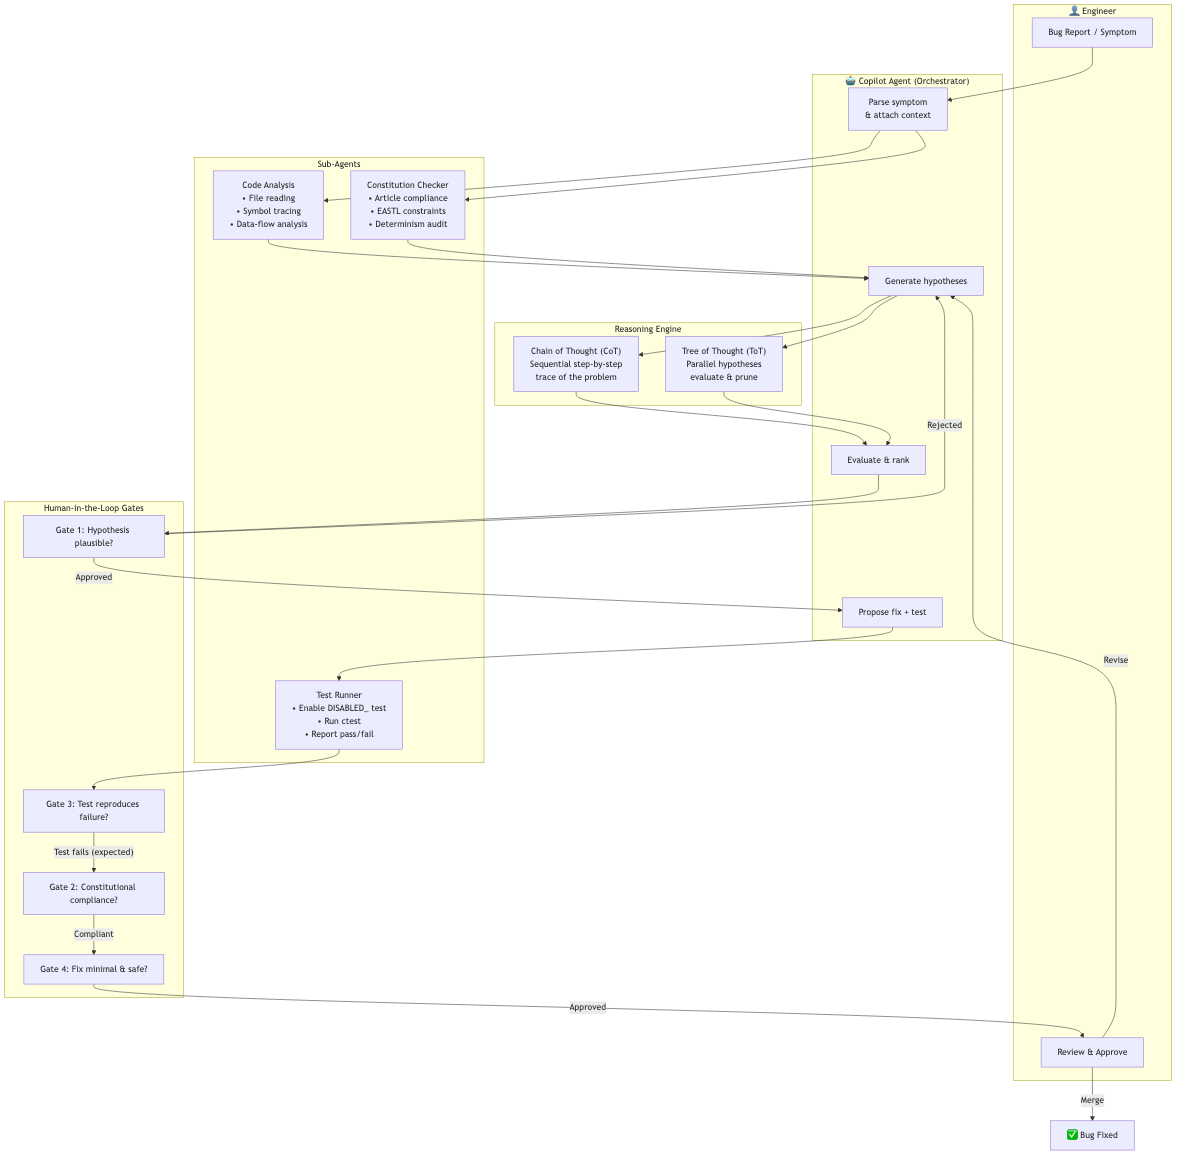 👤 Engineer
Bug Report / Symptom
🤖 Copilot Agent (Orchestrator)
Parse symptom
& attach context
Sub-Agents
Code Analysis
• File reading
• Symbol tracing
• Data-flow analysis
Constitution Checker
• Article compliance
• EASTL constraints
• Determinism audit
Generate hypotheses
Reasoning Engine
Chain of Thought (CoT)
Sequential step-by-step
trace of the problem
Tree of Thought (ToT)
Parallel hypotheses
evaluate & prune
Rejected
Evaluate & rank
Human-in-the-Loop Gates
Gate 1: Hypothesis
plausible?
Approved
Propose fix + test
Revise
Test Runner
• Enable DISABLED_ test
• Run ctest
• Report pass/fail
Gate 3: Test reproduces
failure?
Test fails (expected)
Gate 2: Constitutional
compliance?
Compliant
Gate 4: Fix minimal & safe?
Approved
Review & Approve
Merge
✅ Bug Fixed